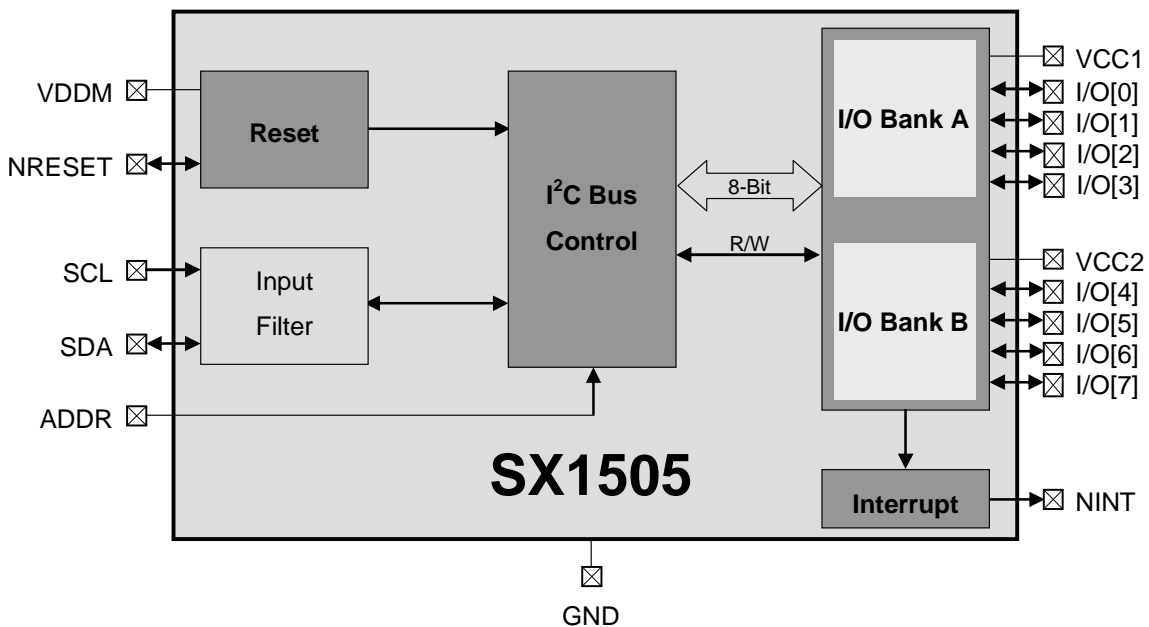 VDDM
NRESET
SCL
SDA
ADDR
Reset
Input
Filter
I²C Bus
Control
8-Bit
R/W
I/O Bank A
I/O Bank B
VCC1
I/O[0]
I/O[1]
I/O[2]
I/O[3]
VCC2
I/O[4]
I/O[5]
I/O[6]
I/O[7]
SX1505
Interrupt
NINT
GND